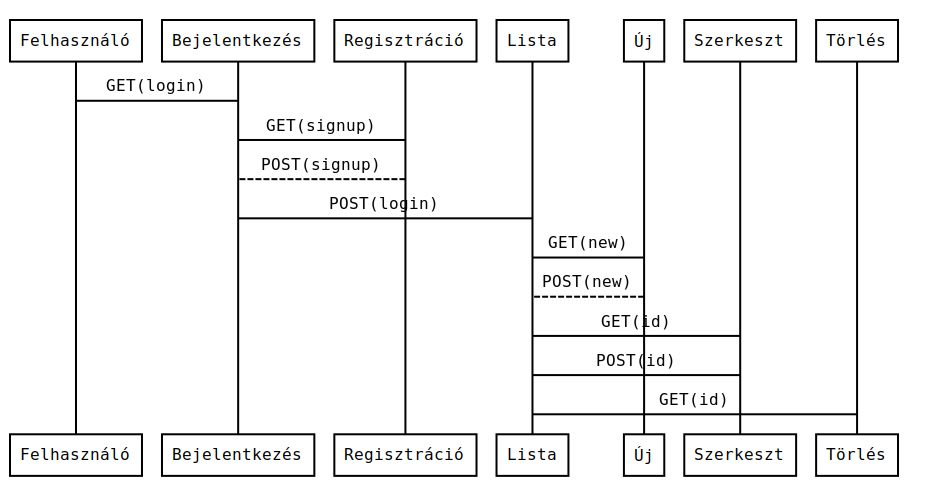 Felhasználó Bejelentkezés Regisztráció Lista Új Szerkeszt Törlés
GET(login)
GET(signup)
POST(signup)
POST(login)
GET(new)
POST(new)
GET(id)
POST(id)
GET(id)
Felhasználó Bejelentkezés Regisztráció Lista Új Szerkeszt Törlés